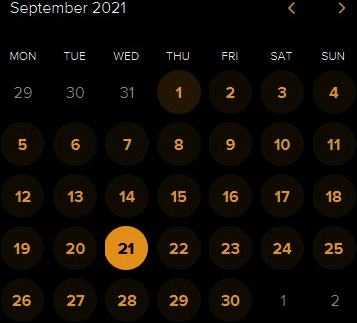 September 2021
MON TUE WED THU FRI SAT SUN
29 30 31 1 2 3 4
5 6 7 8 9 10 11
12 13 14 15 16 17 18
19 20 21 22 23 24 25
26 27 28 29 30 1 2